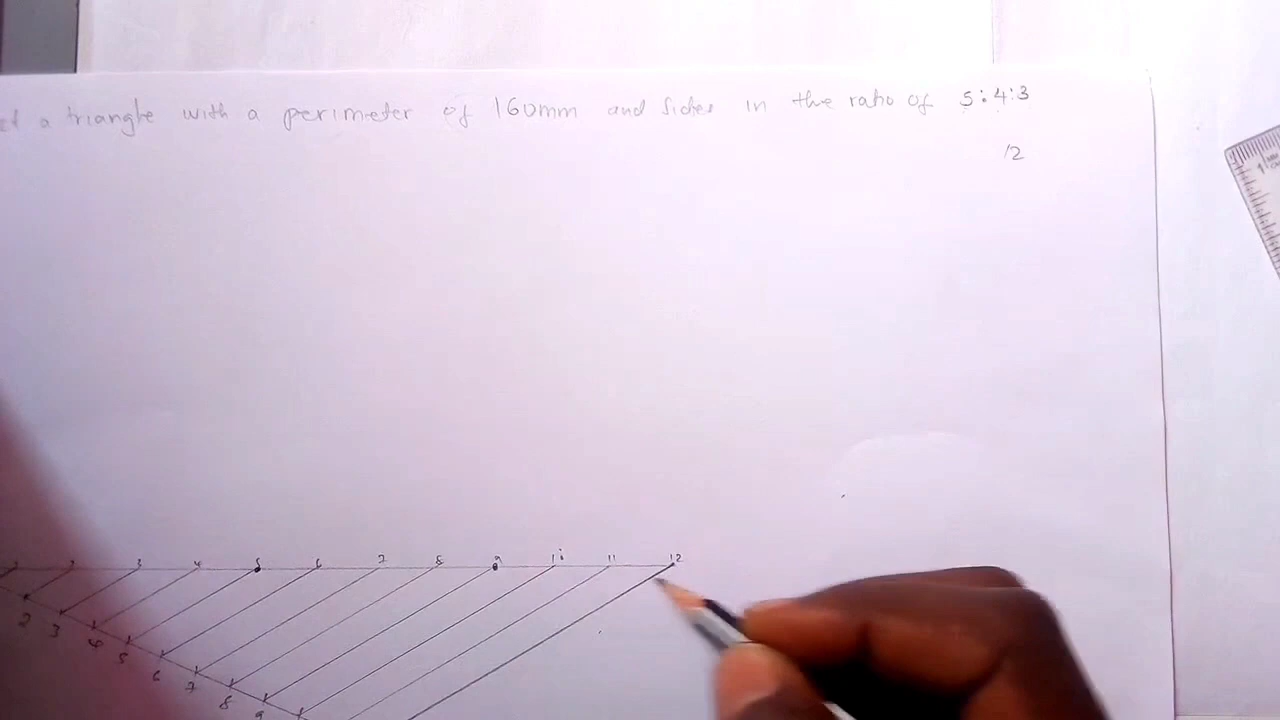 a triangle with a perimeter of 160mm and sides in the ratio of 5:4:3
12
2 3 4 5 6 7 8 9 10 11 12
2 3 4 5 6 7 8 9